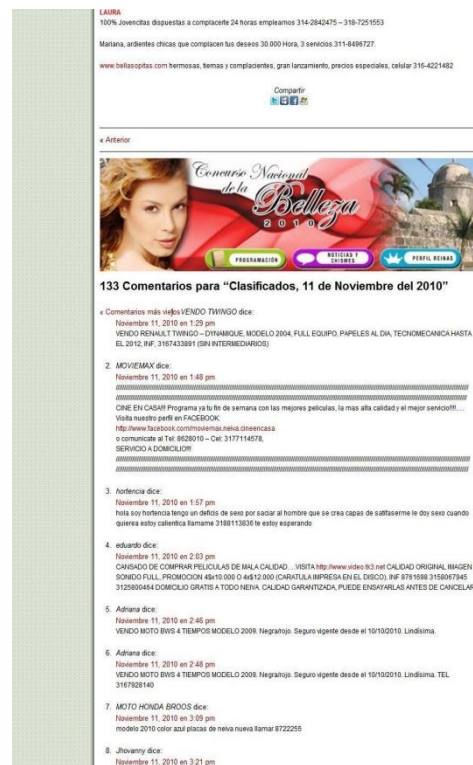 LAURA
100% Jovencitas dispuestas a complacerte 24 horas empleamos 314-2842475 – 318-7251553
Mariana, ardientes chicas que complacen tus deseos 30.000 Hora, 3 servicios.311-8496727.
www.bellasopitas.com hermosas, tiernas y complacientes, gran lanzamiento, precios especiales, celular 316-4221482
Compartir
« Anterior
Concurso Nacional
de la
Belleza
2010
PROGRAMACIÓN
NOTICIAS Y
CHISMES
PERFIL REINAS
133 Comentarios para “Clasificados, 11 de Noviembre del 2010”
« Comentarios más viejos VENDO TWINGO dice:
Noviembre 11, 2010 en 1:29 pm
VENDO RENAULT TWINGO – DYNAMIQUE, MODELO 2004, FULL EQUIPO, PAPELES AL DIA, TECNOMECANICA HASTA
EL 2012, INF, 3167433891 (SIN INTERMEDIARIOS)
2. MOVIEMAX dice:
Noviembre 11, 2010 en 1:48 pm
CINE EN CASA!!! Programa ya tu fin de semana con las mejores peliculas, la mas alta calidad y el mejor servicio!!!!….
Visita nuestro perfil en FACEBOOK:
http://www.facebook.com/moviemax.neiva.cineencasa
o comunicate al Tel: 8628010 – Cel: 3177114578,
SERVICIO A DOMICILIO!!!
3. hortencia dice:
Noviembre 11, 2010 en 1:57 pm
hola soy hortencia tengo un deficis de sexo por saciar al hombre que se crea capas de satifaserme le doy sexo cuando
quierea estoy calientica llamame 3188113836 te estoy esperando
4. eduardo dice:
Noviembre 11, 2010 en 2:03 pm
CANSADO DE COMPRAR PELICULAS DE MALA CALIDAD… VISITA http://www.video.tk3.net CALIDAD ORIGINAL IMAGEN
SONIDO FULL, PROMOCION 4$x10.000 O 4x$12.000 (CARATULA IMPRESA EN EL DISCO). INF 8761698 3158067945
3125800464 DOMICILIO GRATIS A TODO NEIVA. CALIDAD GARANTIZADA, PUEDE ENSAYARLAS ANTES DE CANCELAR
5. Adriana dice:
Noviembre 11, 2010 en 2:46 pm
VENDO MOTO BWS 4 TIEMPOS MODELO 2009. Negra/rojo. Seguro vigente desde el 10/10/2010. Lindísima.
6. Adriana dice:
Noviembre 11, 2010 en 2:48 pm
VENDO MOTO BWS 4 TIEMPOS MODELO 2009. Negra/rojo. Seguro vigente desde el 10/10/2010. Lindísima. TEL
3167928140
7. MOTO HONDA BROOS dice:
Noviembre 11, 2010 en 3:09 pm
modelo 2010 color azul placas de neiva nueva llamar 8722255
8. Jhovanny dice:
Noviembre 11, 2010 en 3:21 pm